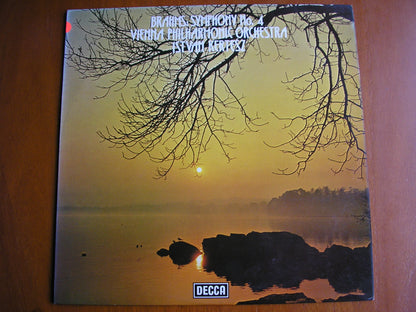 BRAHMS: SYMPHONY No. 4
VIENNA PHILHARMONIC ORCHESTRA
ISTVAN KERTESZ
DECCA